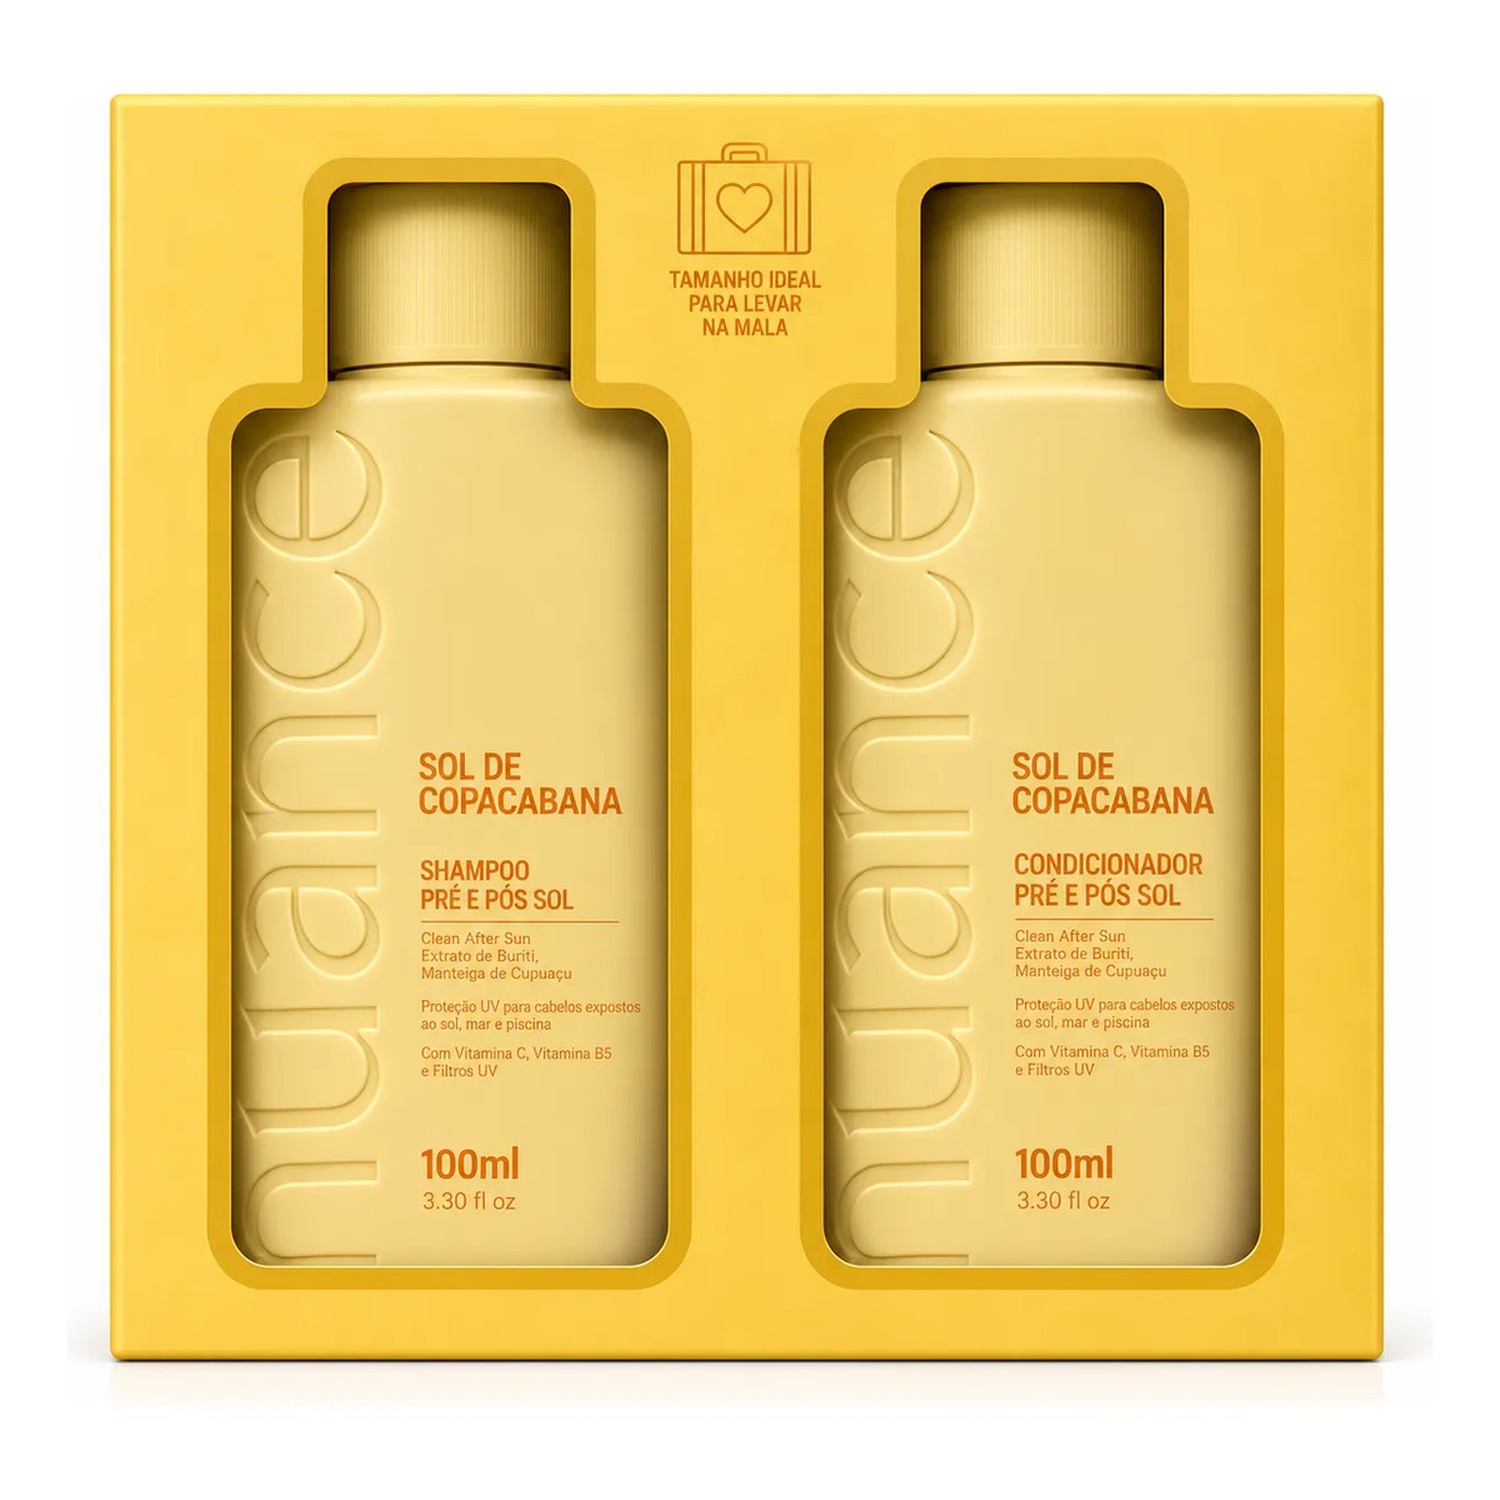 TAMANHO IDEAL
PARA LEVAR
NA MALA
nuance
SOL DE
COPACABANA
SHAMPOO
PRÉ E PÓS SOL
Clean After Sun
Extrato de Buriti,
Manteiga de Cupuaçu
Proteção UV para cabelos expostos
ao sol, mar e piscina
Com Vitamina C, Vitamina B5
e Filtros UV
100ml
3.30 fl oz
nuance
SOL DE
COPACABANA
CONDICIONADOR
PRÉ E PÓS SOL
Clean After Sun
Extrato de Buriti,
Manteiga de Cupuaçu
Proteção UV para cabelos expostos
ao sol, mar e piscina
Com Vitamina C, Vitamina B5
e Filtros UV
100ml
3.30 fl oz